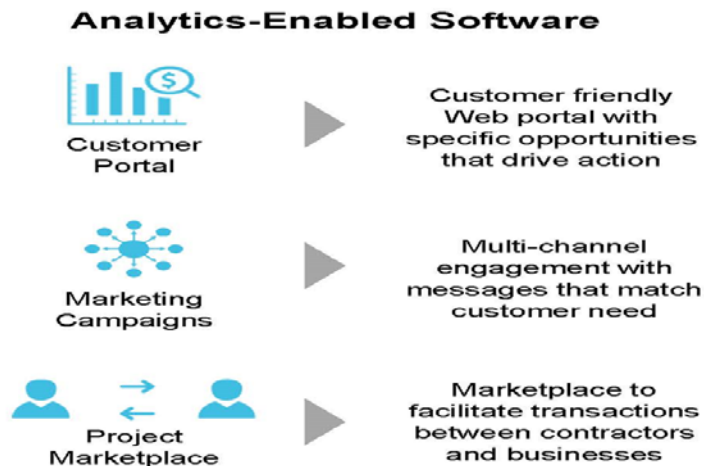 Analytics-Enabled Software
$
Customer
Portal
Customer friendly
Web portal with
specific opportunities
that drive action
Marketing
Campaigns
Multi-channel
engagement with
messages that match
customer need
Project
Marketplace
Marketplace to
facilitate transactions
between contractors
and businesses